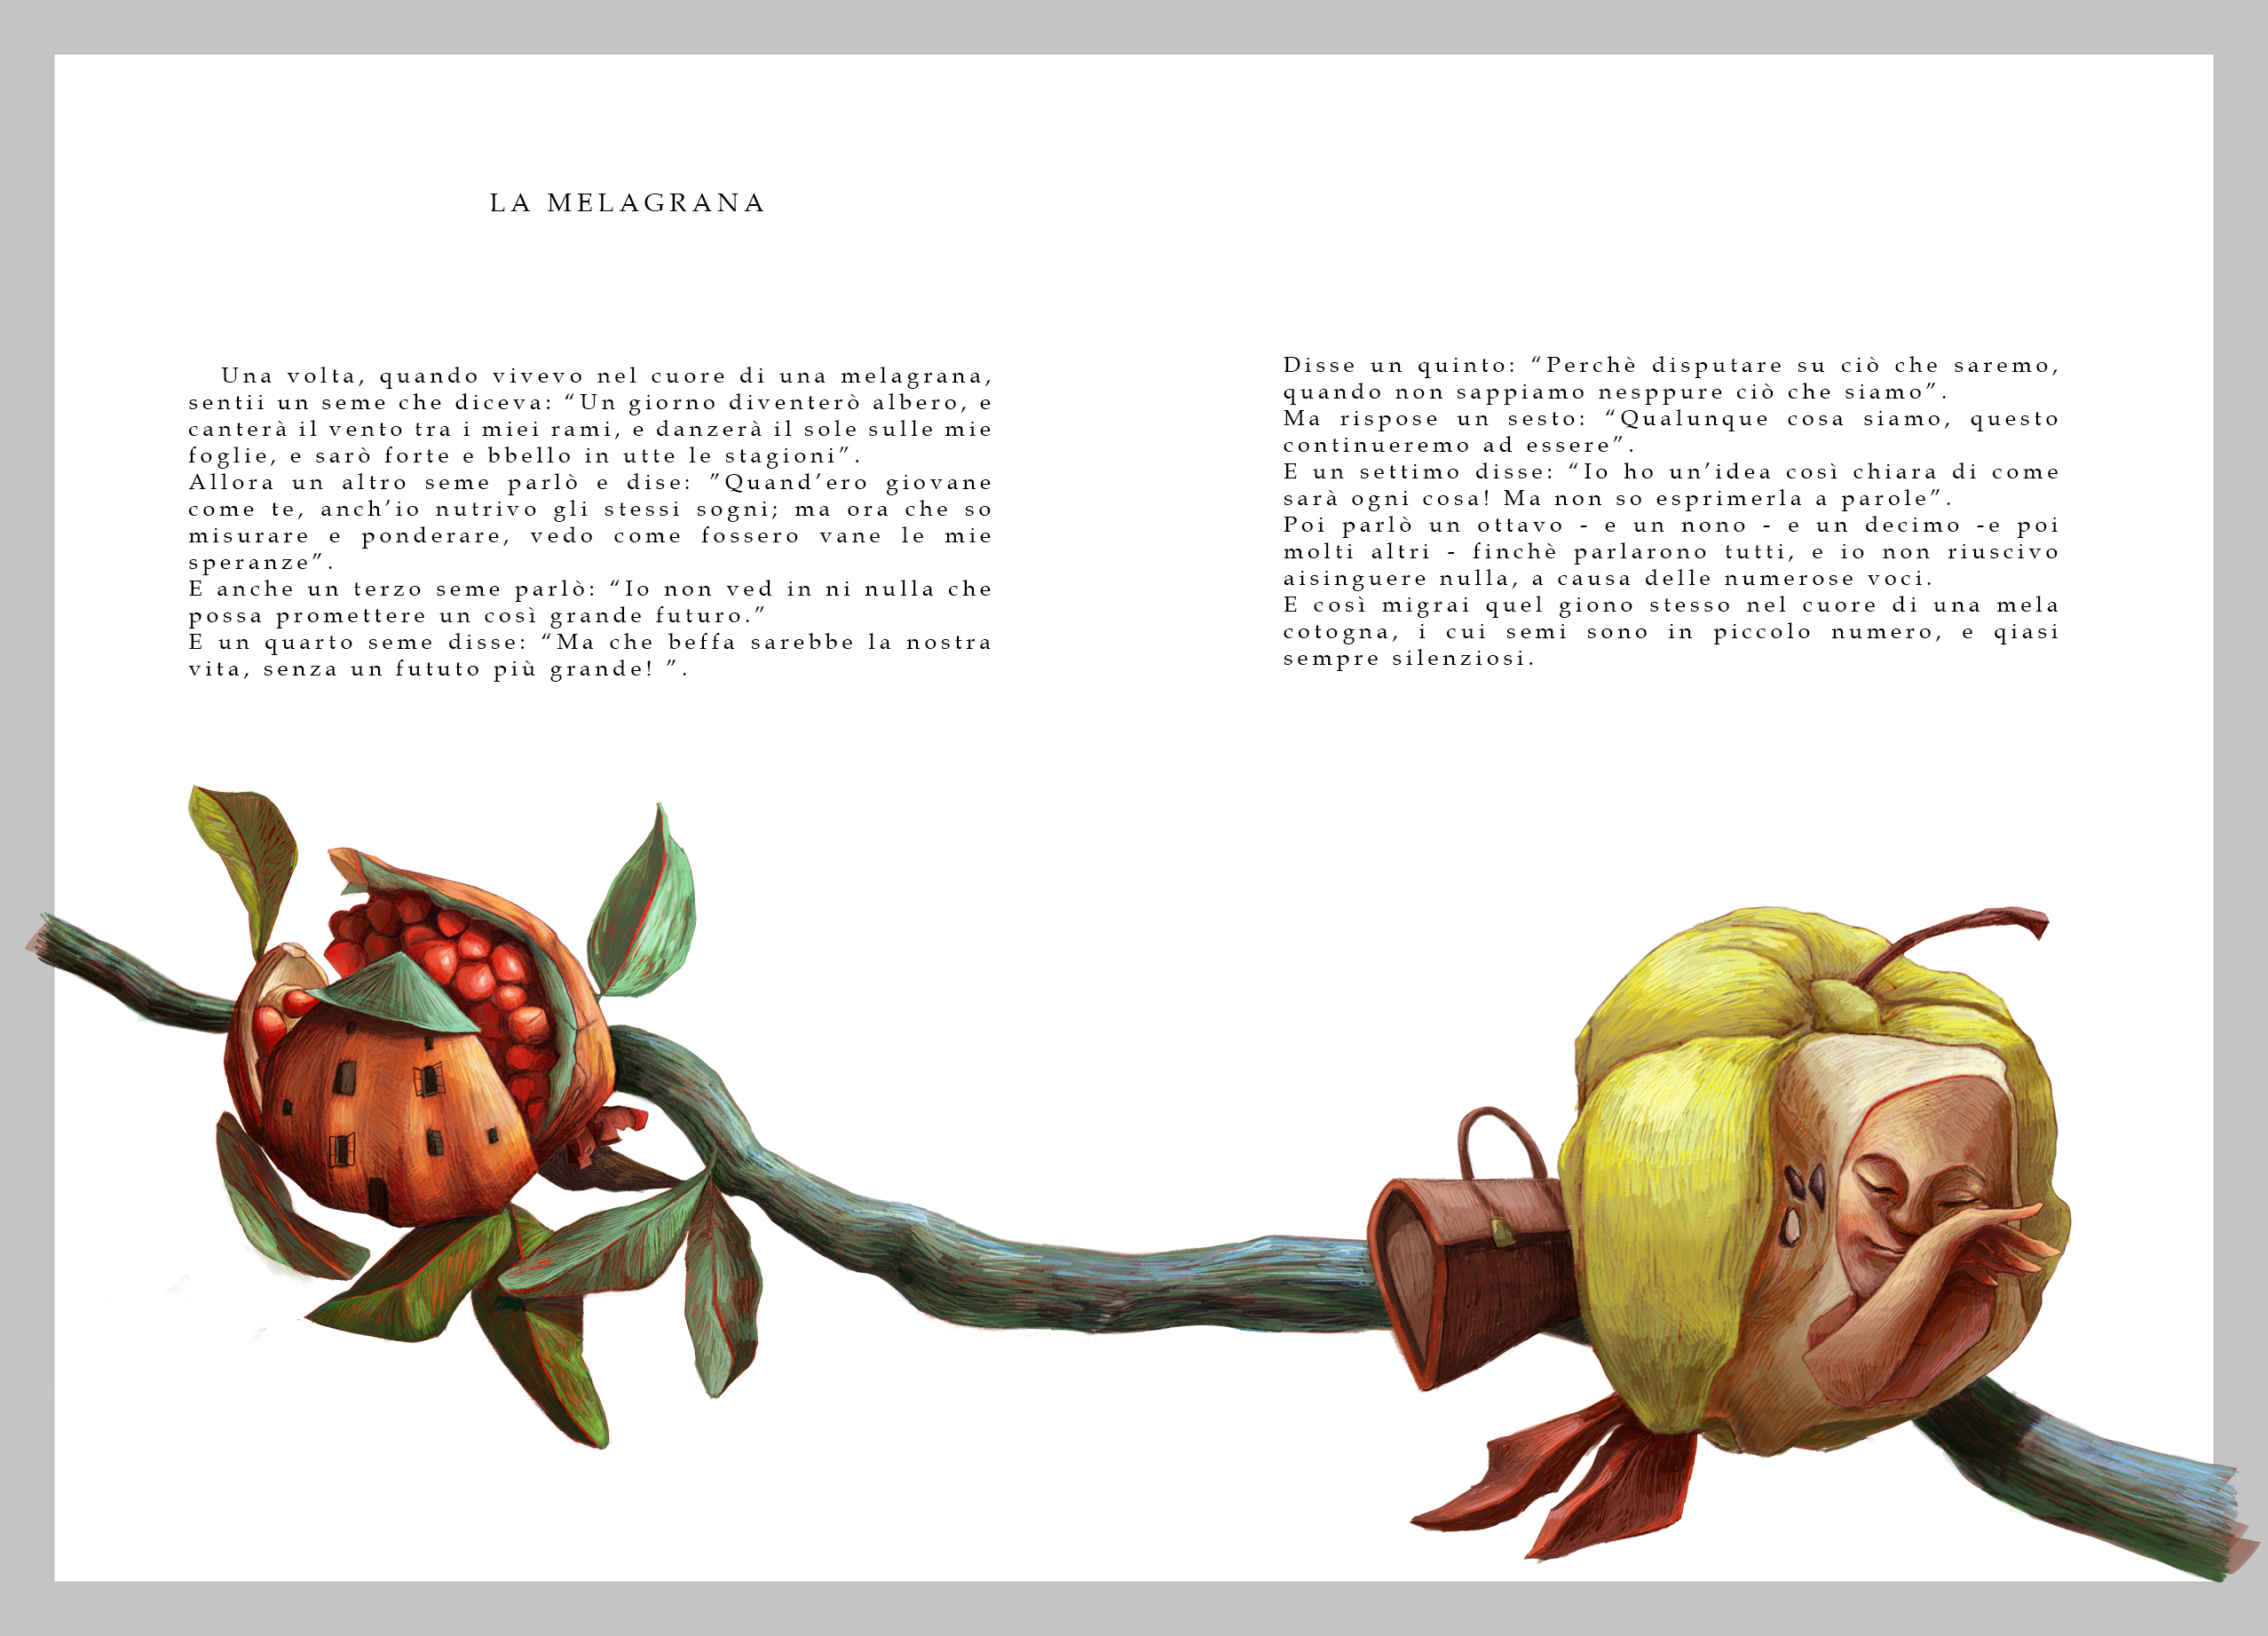 LA MELAGRANA
Una volta, quando vivevo nel cuore di una melagrana,
sentii un seme che diceva: “Un giorno diventerò albero, e
canterà il vento tra i miei rami, e danzerà il sole sulle mie
foglie, e sarò forte e bbello in utte le stagioni”.
Allora un altro seme parlò e dise: ”Quand’ero giovane
come te, anch’io nutrivo gli stessi sogni; ma ora che so
misurare e ponderare, vedo come fossero vane le mie
speranze”.
E anche un terzo seme parlò: “Io non ved in ni nulla che
possa promettere un così grande futuro.”
E un quarto seme disse: “Ma che beffa sarebbe la nostra
vita, senza un fututo più grande! ”.
Disse un quinto: “Perchè disputare su ciò che saremo,
quando non sappiamo nesppure ciò che siamo”.
Ma rispose un sesto: “Qualunque cosa siamo, questo
continueremo ad essere”.
E un settimo disse: “Io ho un’idea così chiara di come
sarà ogni cosa! Ma non so esprimerla a parole”.
Poi parlò un ottavo - e un nono - e un decimo -e poi
molti altri - finchè parlarono tutti, e io non riuscivo
aisinguere nulla, a causa delle numerose voci.
E così migrai quel giono stesso nel cuore di una mela
cotogna, i cui semi sono in piccolo numero, e qiasi
sempre silenziosi.